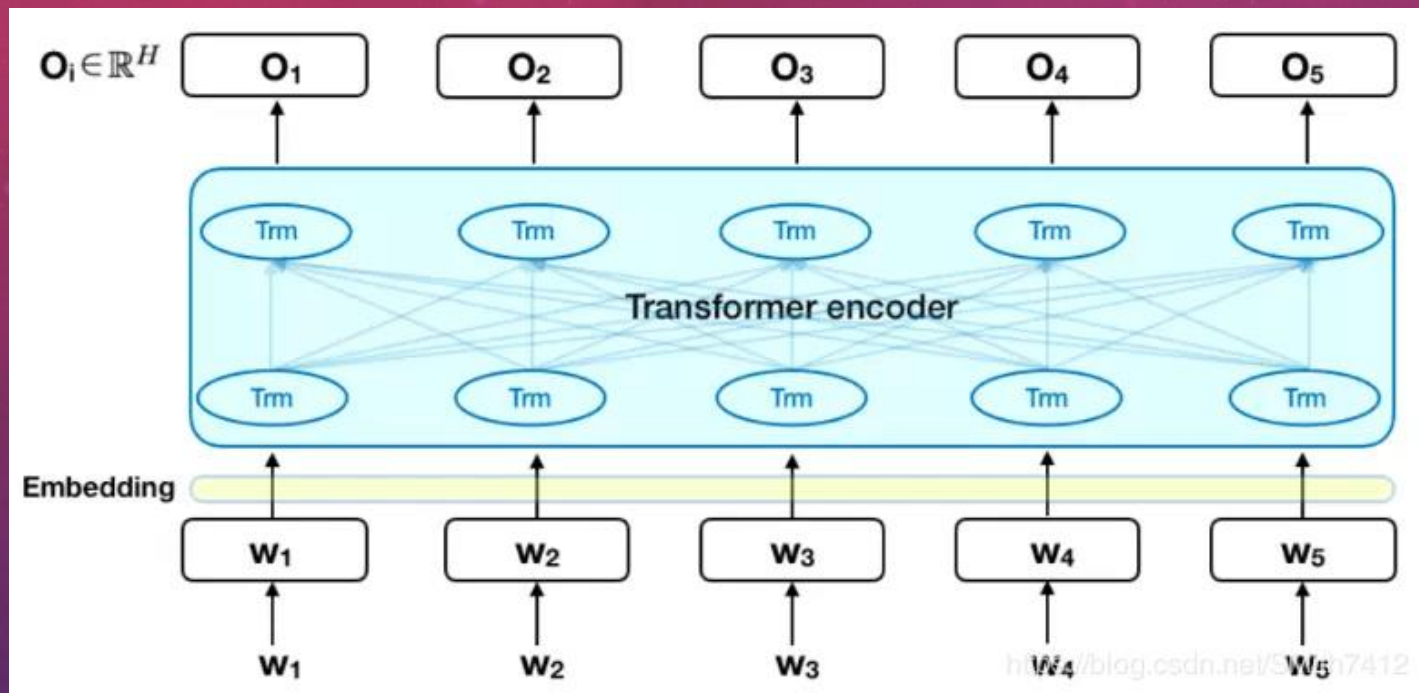 Oᵢ∈ℝᴴ O₁ O₂ O₃ O₄ O₅
Trm Trm Trm Trm Trm
Transformer encoder
Trm Trm Trm Trm Trm
Embedding
w₁ w₂ w₃ w₄ w₅
w₁ w₂ w₃ w₄ w₅